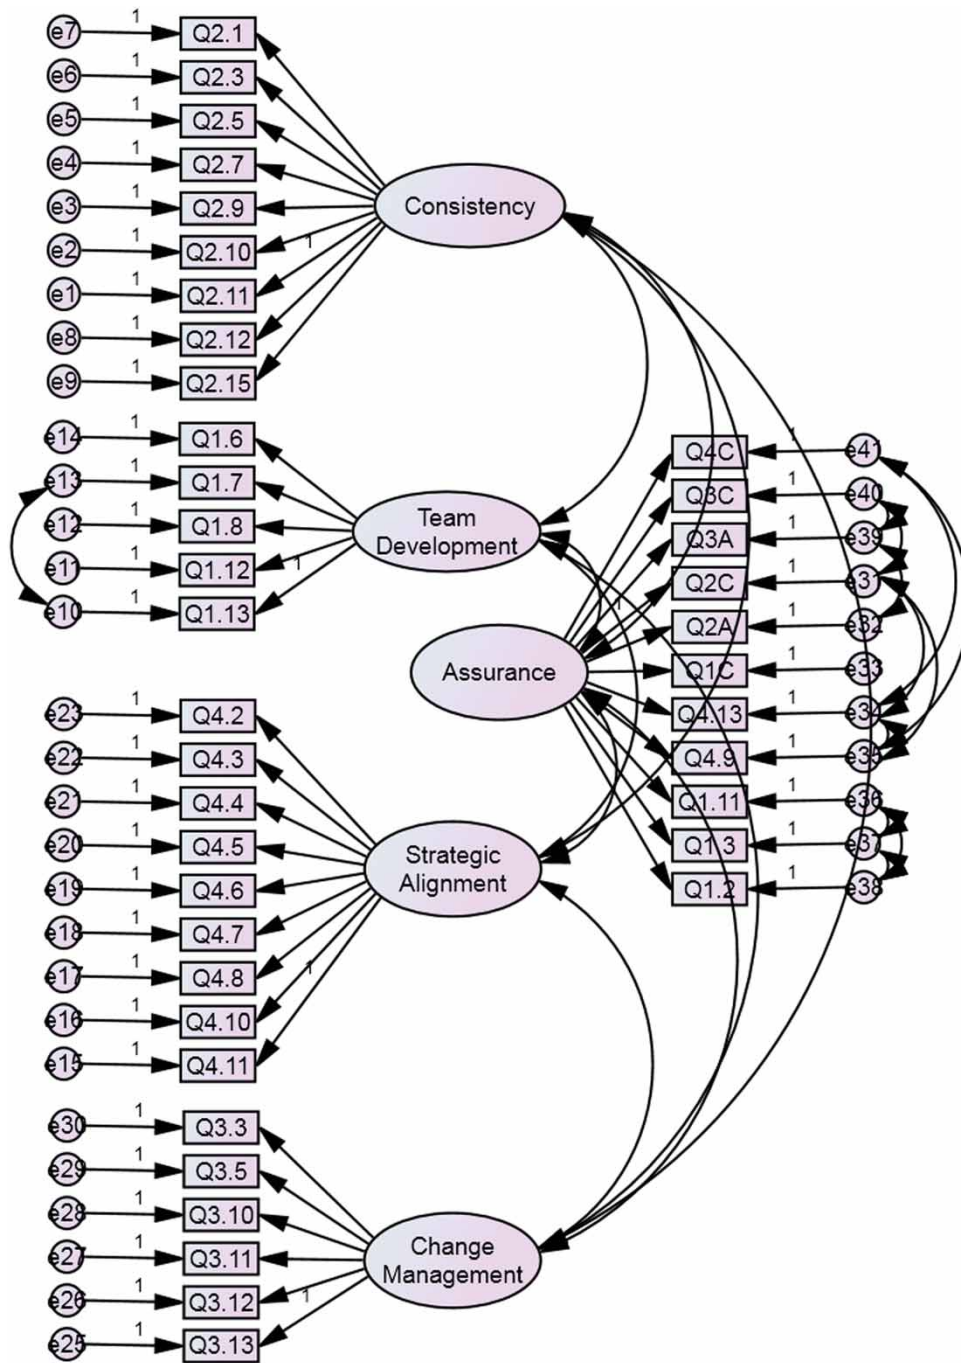 e7 1 Q2.1
e6 1 Q2.3
e5 1 Q2.5
e4 1 Q2.7
e3 1 Q2.9
e2 1 Q2.10 1
e1 1 Q2.11
e8 1 Q2.12
e9 1 Q2.15
Consistency
e14 1 Q1.6
e13 1 Q1.7
e12 1 Q1.8
e11 1 Q1.12 1
e10 1 Q1.13
Team
Development
Assurance
Q4C 1 e41
Q3C 1 e40
Q3A 1 e39
1 Q2C 1 e31
Q2A 1 e32
Q1C 1 e33
Q4.13 1 e34
Q4.9 1 e35
Q1.11 1 e36
Q1.3 1 e37
Q1.2 1 e38
e23 1 Q4.2
e22 1 Q4.3
e21 1 Q4.4
e20 1 Q4.5
e19 1 Q4.6
e18 1 Q4.7
e17 1 Q4.8 1
e16 1 Q4.10
e15 1 Q4.11
Strategic
Alignment
e30 1 Q3.3
e29 1 Q3.5
e28 1 Q3.10
e27 1 Q3.11
e26 1 Q3.12 1
e25 1 Q3.13
Change
Management